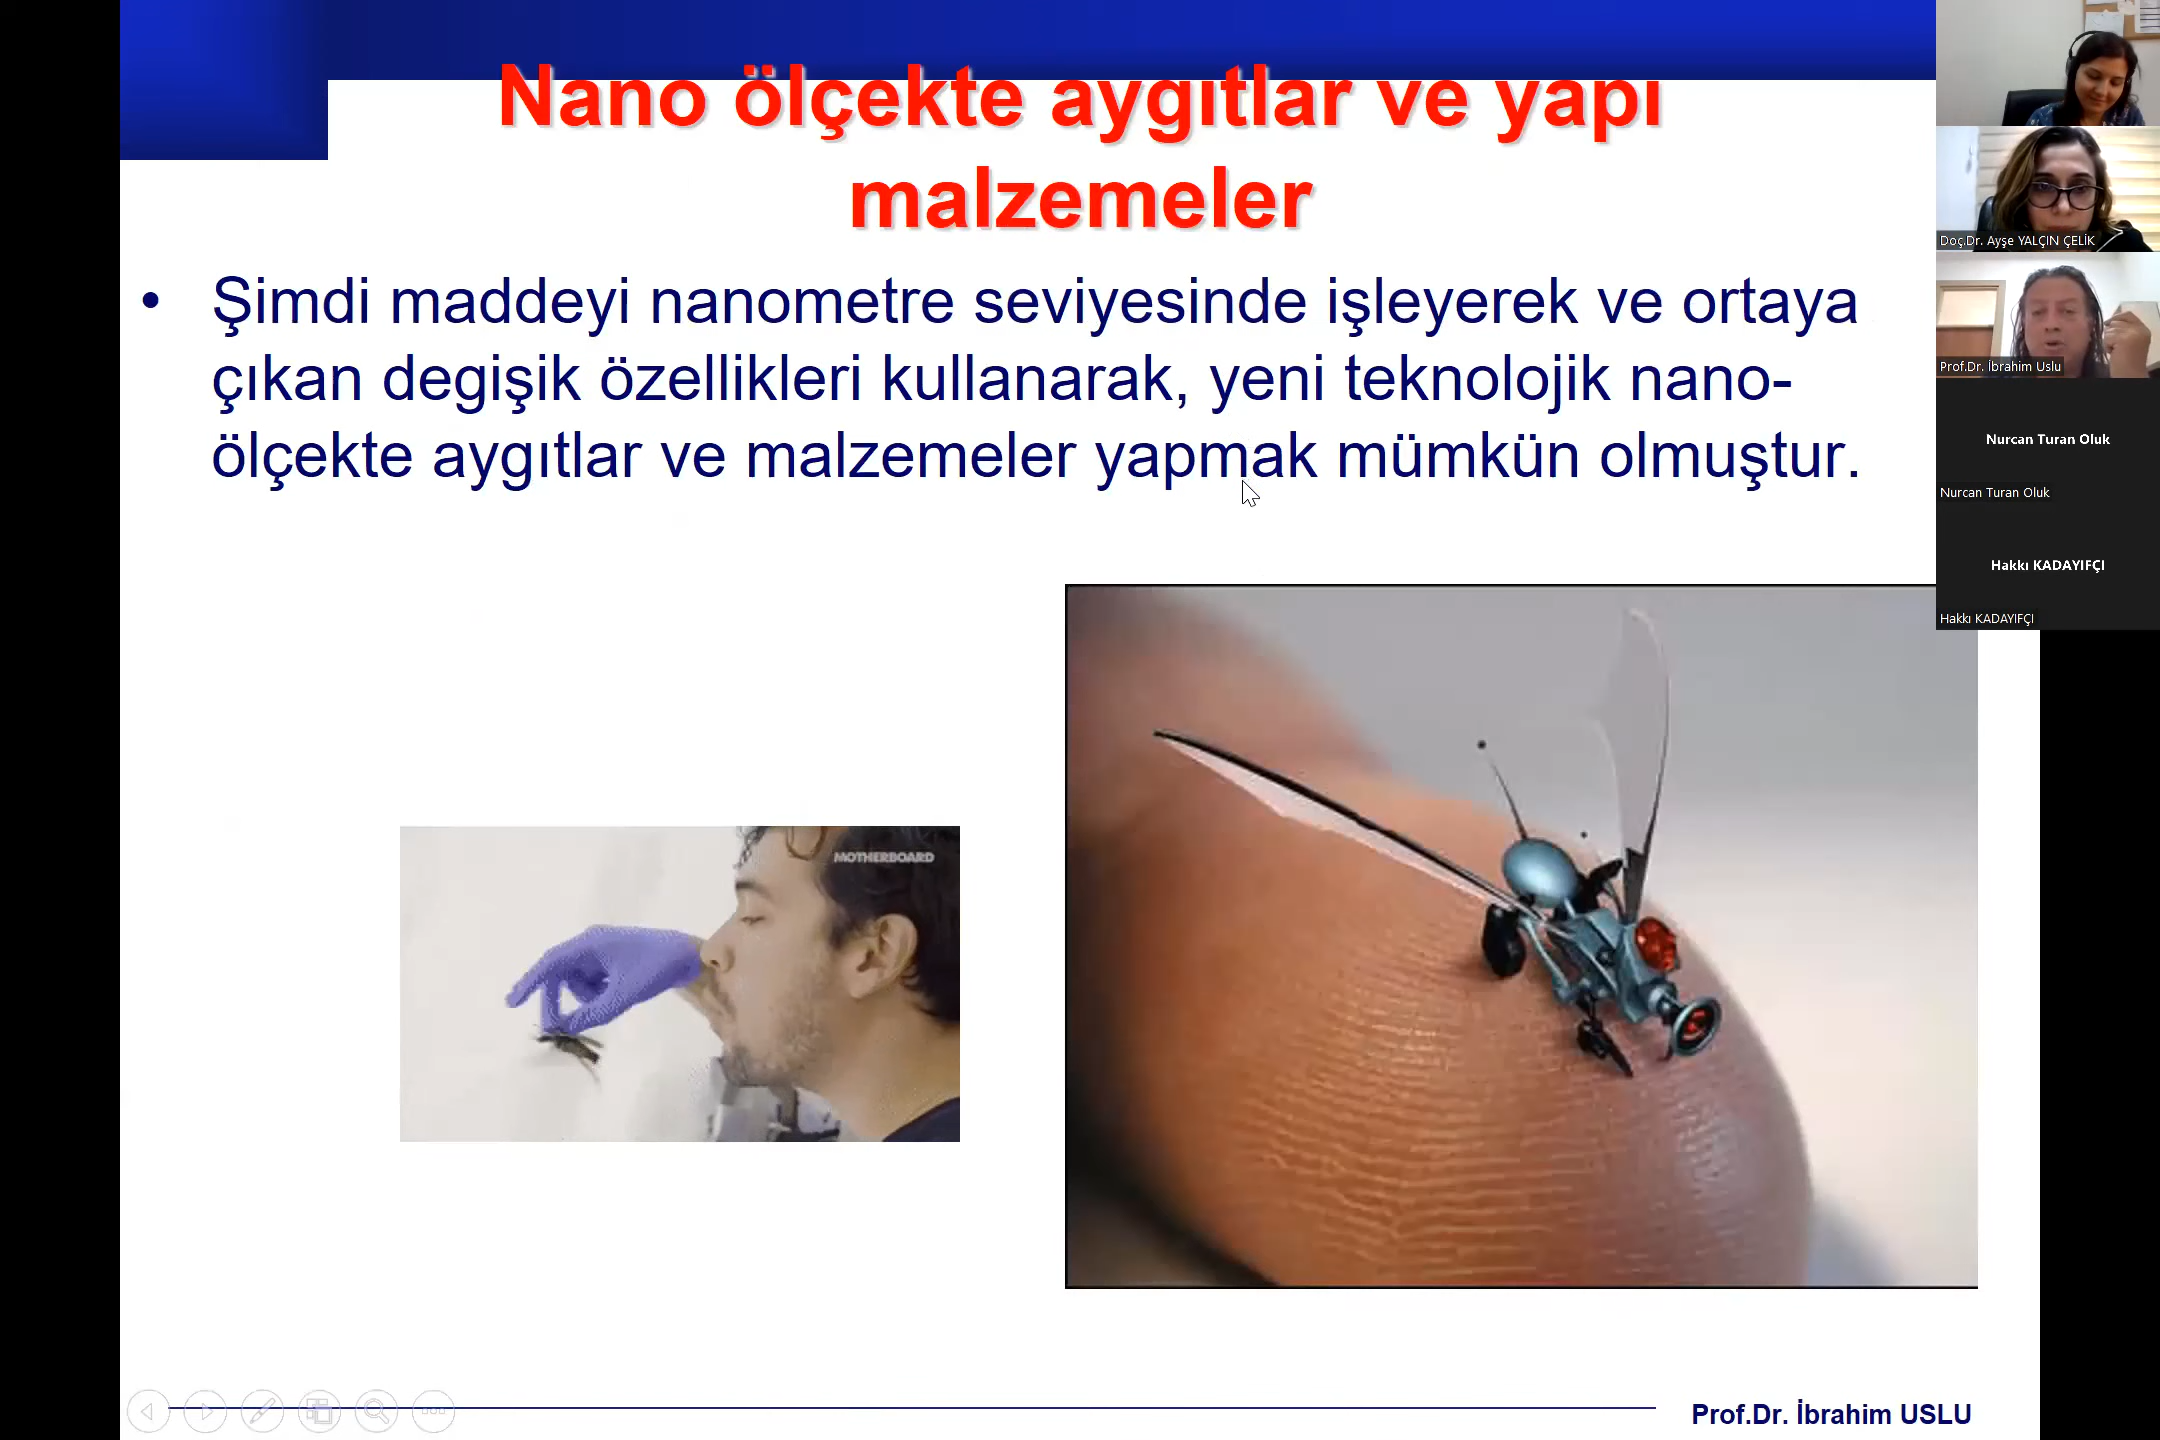 Nano ölçekte aygıtlar ve yapı
malzemeler
• Şimdi maddeyi nanometre seviyesinde işleyerek ve ortaya
çıkan degişik özellikleri kullanarak, yeni teknolojik nano-
ölçekte aygıtlar ve malzemeler yapmak mümkün olmuştur.
MOTHERBOARD
Prof.Dr. İbrahim USLU
Doç.Dr. Ayşe YALÇIN ÇELİK
Prof.Dr. İbrahim Uslu
Nurcan Turan Oluk
Nurcan Turan Oluk
Hakkı KADAYIFÇI
Hakkı KADAYIFÇI